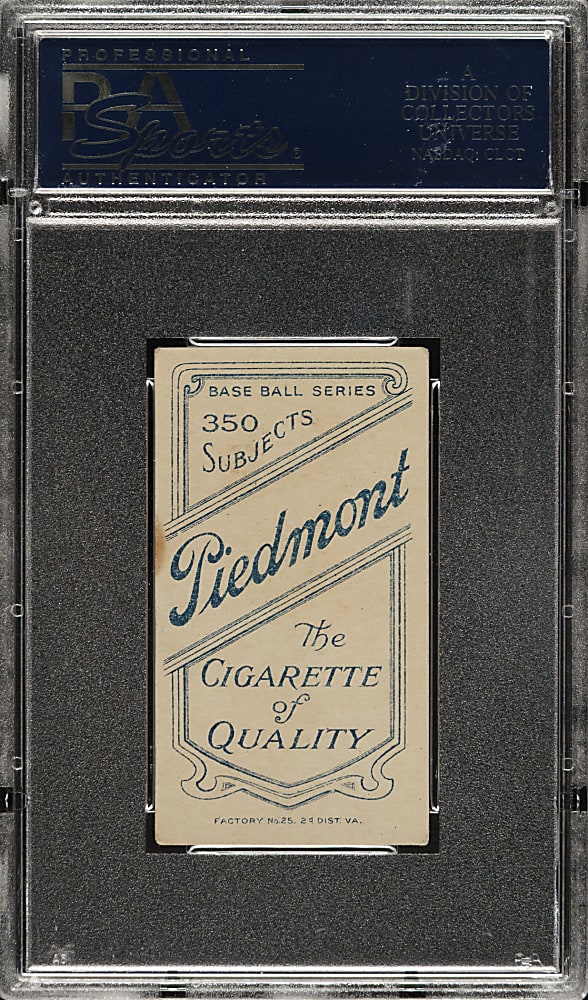 PROFESSIONAL
PSA
Sports®
AUTHENTICATOR
A
DIVISION OF
COLLECTORS
UNIVERSE
NASDAQ: CLCT
BASE BALL SERIES
350
SUBJECTS
Piedmont
The
CIGARETTE
of
QUALITY
FACTORY No.25, 2d DIST. VA.
PSA